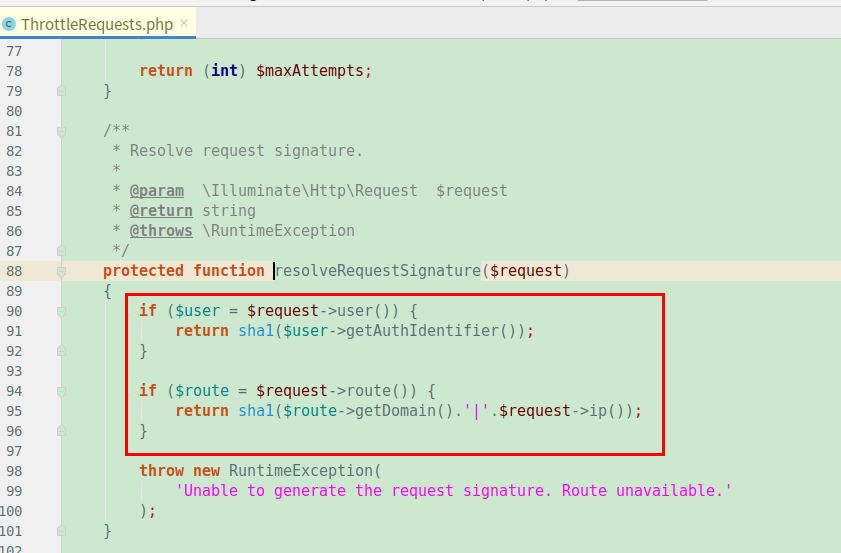 ThrottleRequests.php
77
78 return (int) $maxAttempts;
79 }
80
81 /**
82 * Resolve request signature.
83 *
84 * @param \Illuminate\Http\Request $request
85 * @return string
86 * @throws \RuntimeException
87 */
88 protected function resolveRequestSignature($request)
89 {
90 if ($user = $request->user()) {
91 return sha1($user->getAuthIdentifier());
92 }
93
94 if ($route = $request->route()) {
95 return sha1($route->getDomain().'|'.$request->ip());
96 }
97
98 throw new RuntimeException(
99 'Unable to generate the request signature. Route unavailable.'
100 );
101 }
102